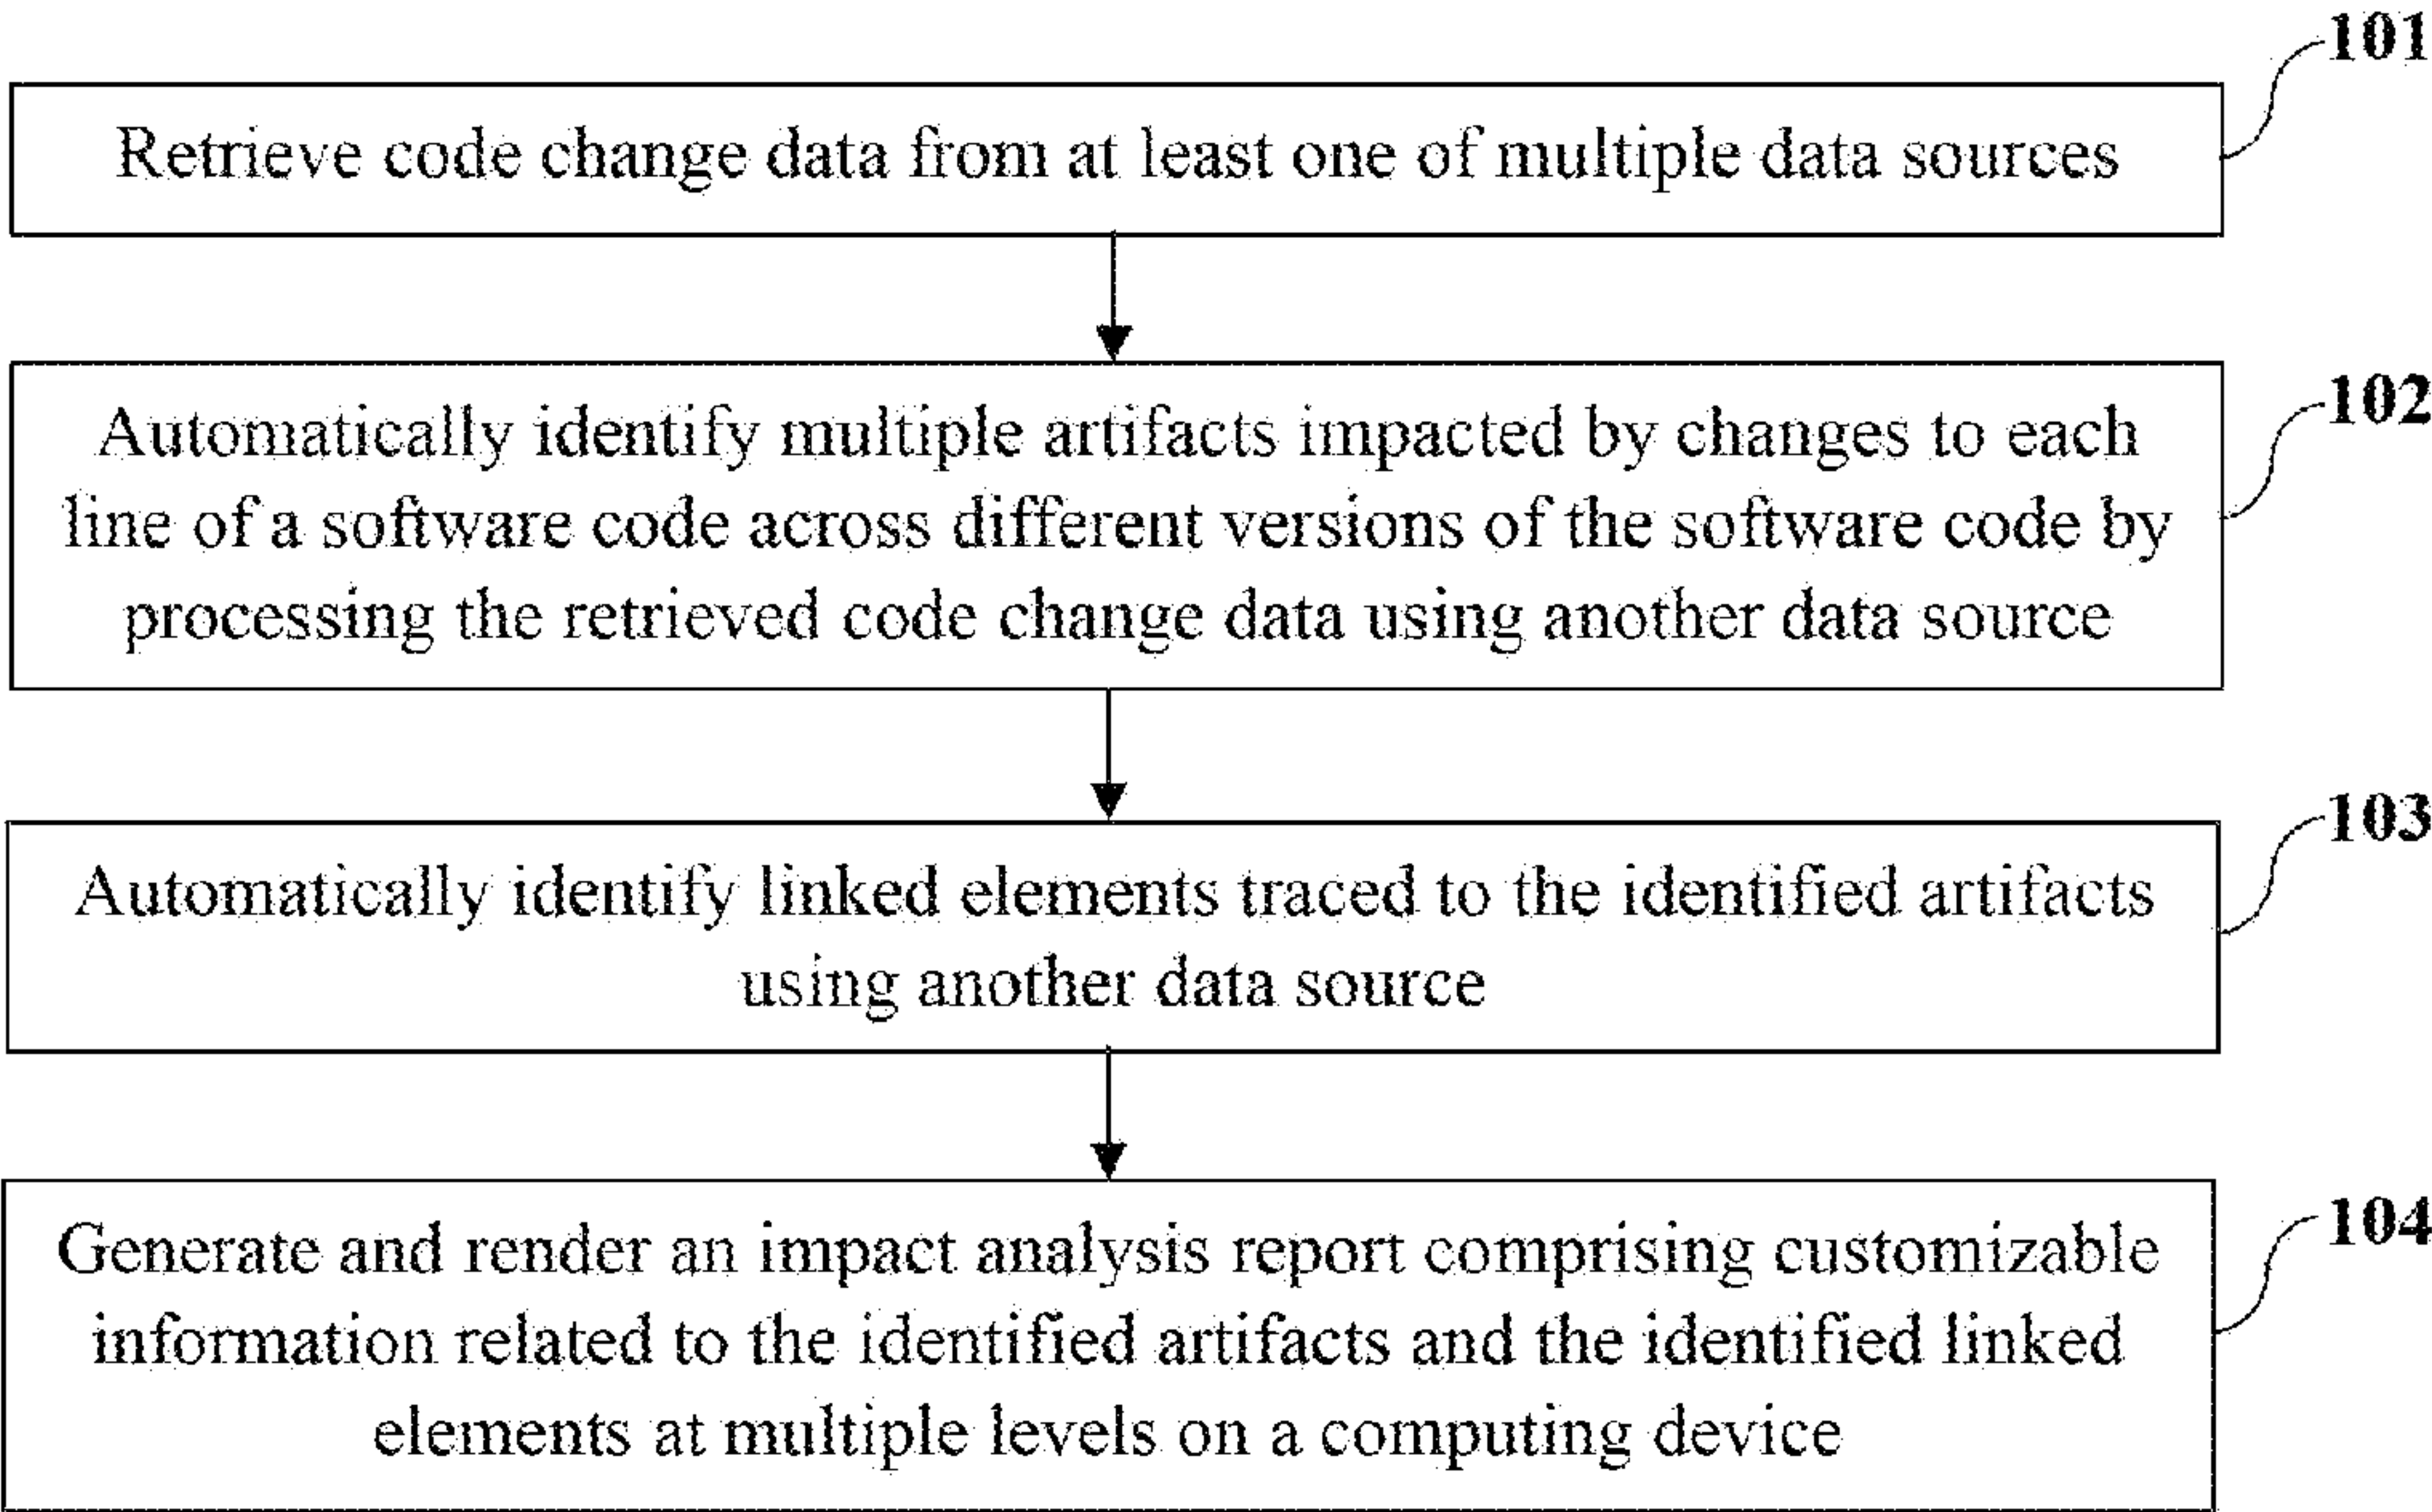 101
Retrieve code change data from at least one of multiple data sources
102
Automatically identify multiple artifacts impacted by changes to each
line of a software code across different versions of the software code by
processing the retrieved code change data using another data source
103
Automatically identify linked elements traced to the identified artifacts
using another data source
104
Generate and render an impact analysis report comprising customizable
information related to the identified artifacts and the identified linked
elements at multiple levels on a computing device